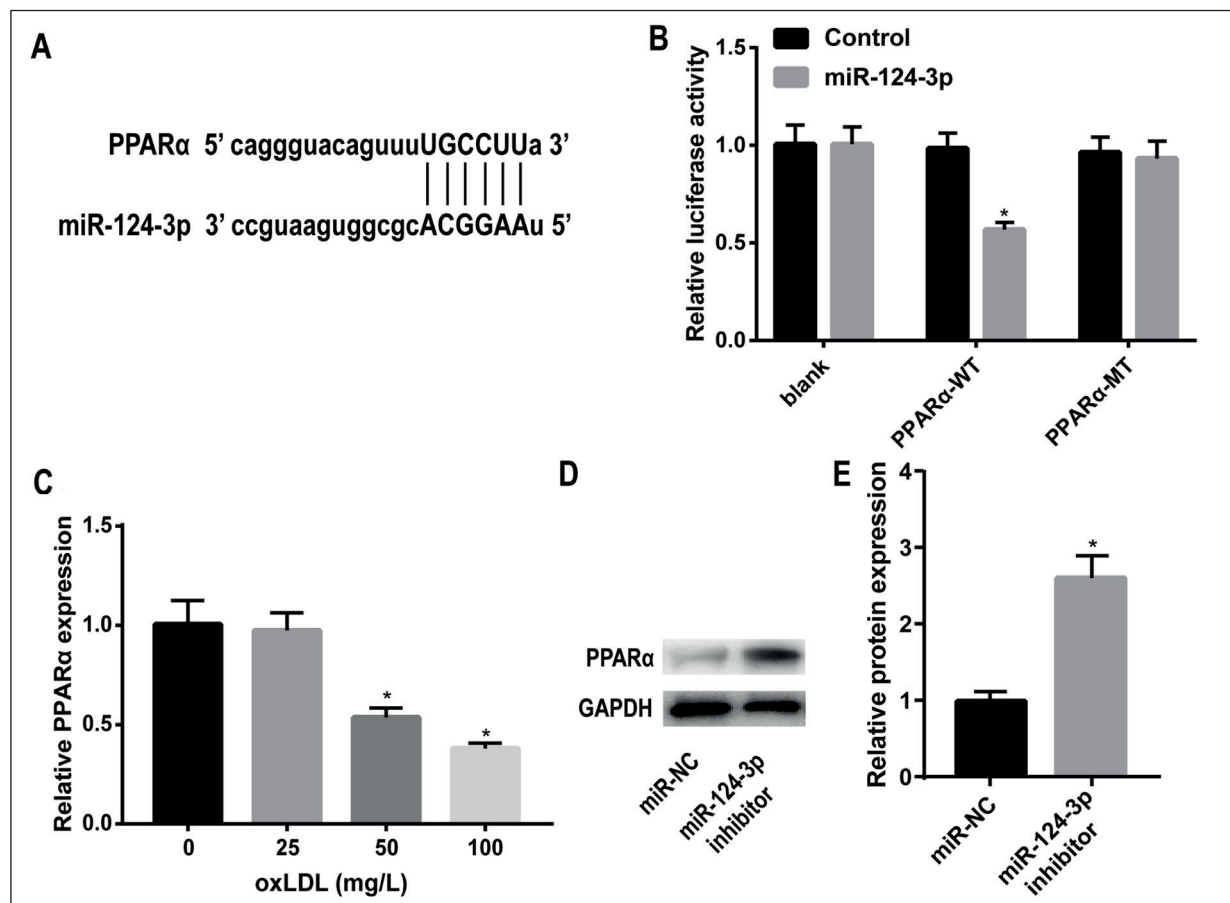 A
PPARα 5’ caggguacaguuuUGCCUUa 3’
miR-124-3p 3’ ccguaaguggcgcACGGAAu 5’
B
Control
miR-124-3p
Relative luciferase activity
1.5
1.0
0.5
0.0
*
blank
PPARα-WT
PPARα-MT
C
Relative PPARα expression
1.5
1.0
0.5
0.0
*
*
0 25 50 100
oxLDL (mg/L)
D
PPARα
GAPDH
miR-NC
miR-124-3p
inhibitor
E
Relative protein expression
4
3
2
1
0
*
miR-NC
miR-124-3p
inhibitor